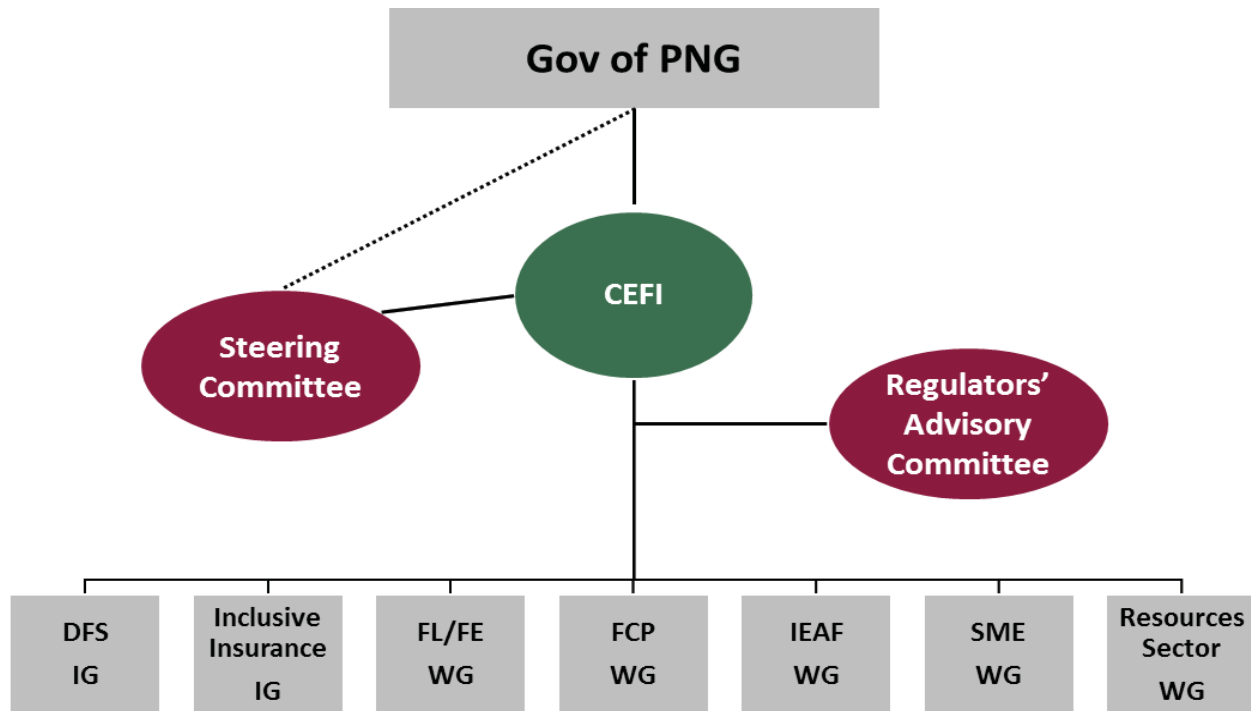 Gov of PNG
CEFI
Steering
Committee
Regulators’
Advisory
Committee
DFS
IG
Inclusive
Insurance
IG
FL/FE
WG
FCP
WG
IEAF
WG
SME
WG
Resources
Sector
WG